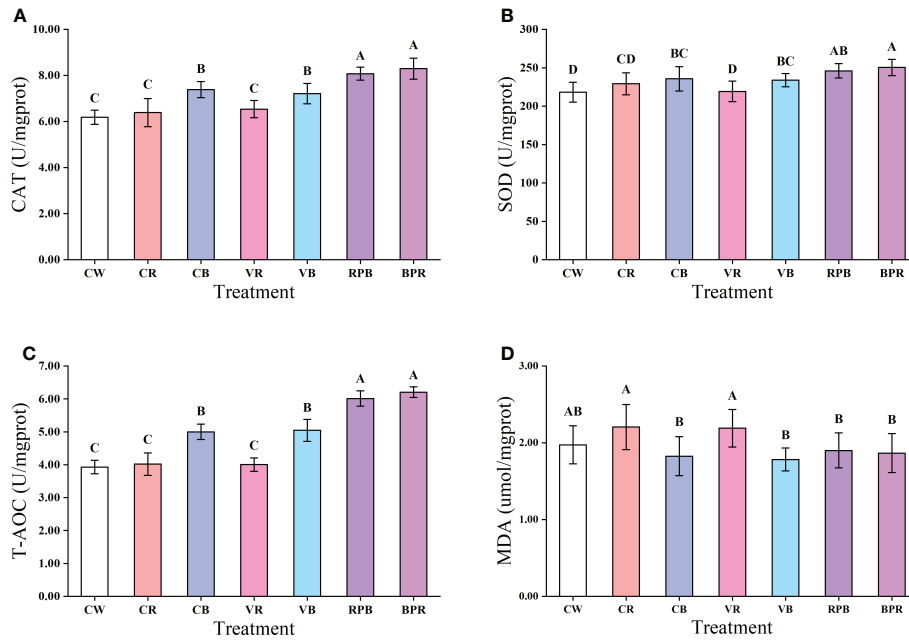 A
CAT (U/mgprot)
10.00
8.00
6.00
4.00
2.00
0.00
C C B C B A A
CW CR CB VR VB RPB BPR
Treatment
B
SOD (U/mgprot)
300
250
200
150
100
50
0
D CD BC D BC AB A
CW CR CB VR VB RPB BPR
Treatment
C
T-AOC (U/mgprot)
7.00
6.00
5.00
4.00
3.00
2.00
1.00
0.00
C C B C B A A
CW CR CB VR VB RPB BPR
Treatment
D
MDA (umol/mgprot)
3.00
2.00
1.00
0.00
AB A B A B B B
CW CR CB VR VB RPB BPR
Treatment